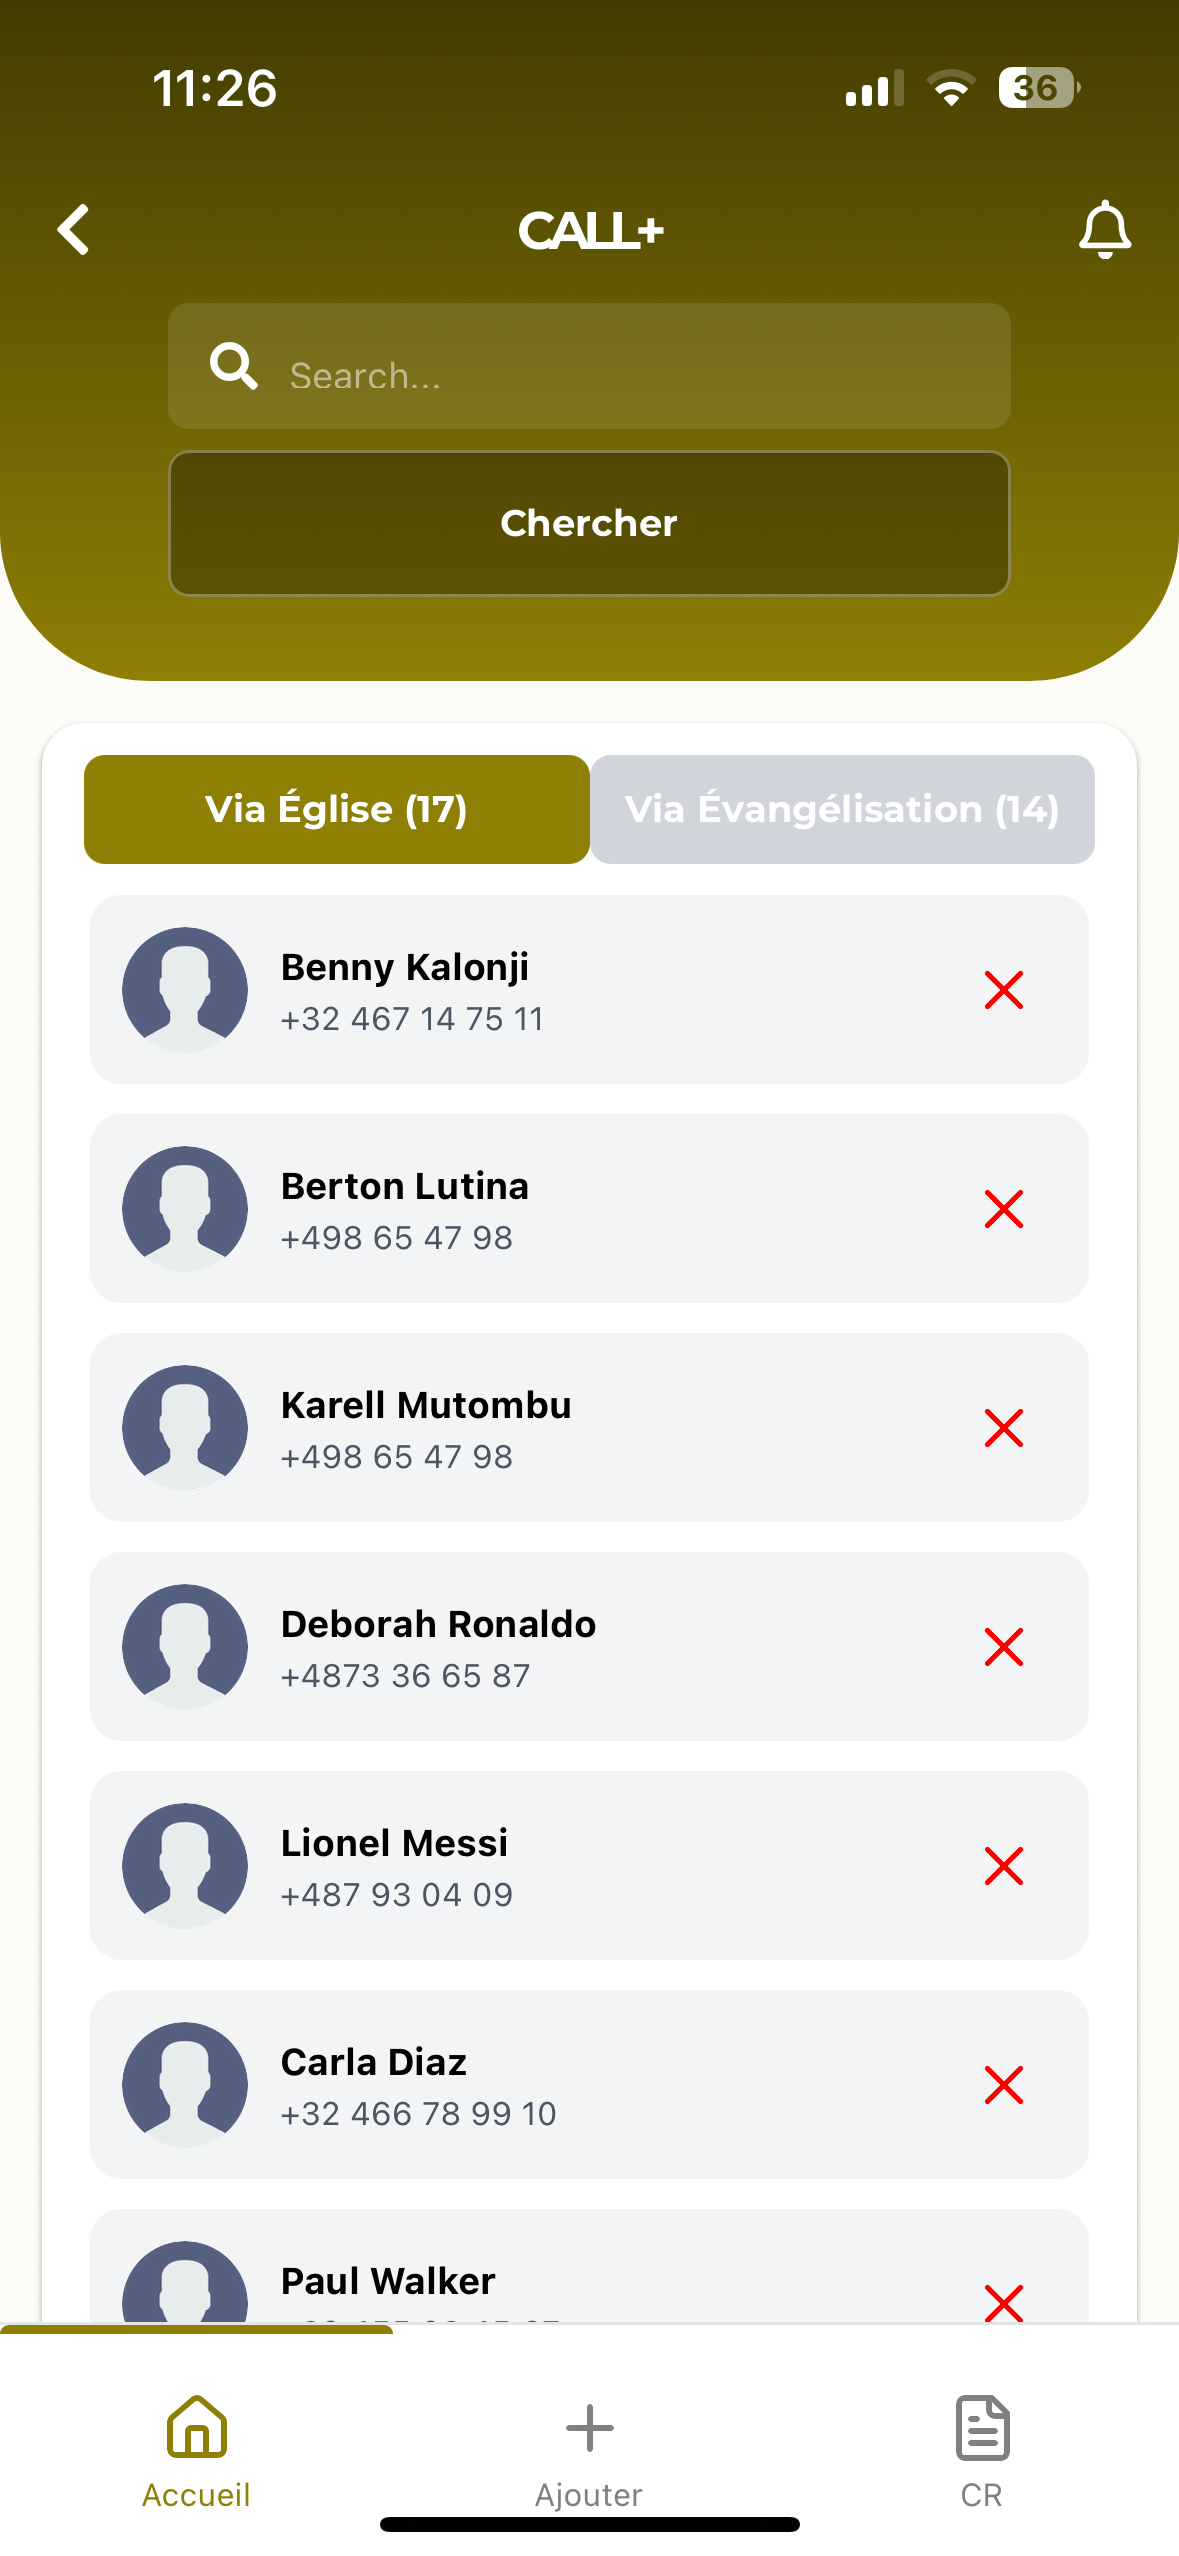 11:26
36
CALL+
Search...
Chercher
Via Église (17)
Via Évangélisation (14)
Benny Kalonji
+32 467 14 75 11
Berton Lutina
+498 65 47 98
Karell Mutombu
+498 65 47 98
Deborah Ronaldo
+4873 36 65 87
Lionel Messi
+487 93 04 09
Carla Diaz
+32 466 78 99 10
Paul Walker
Accueil
Ajouter
CR